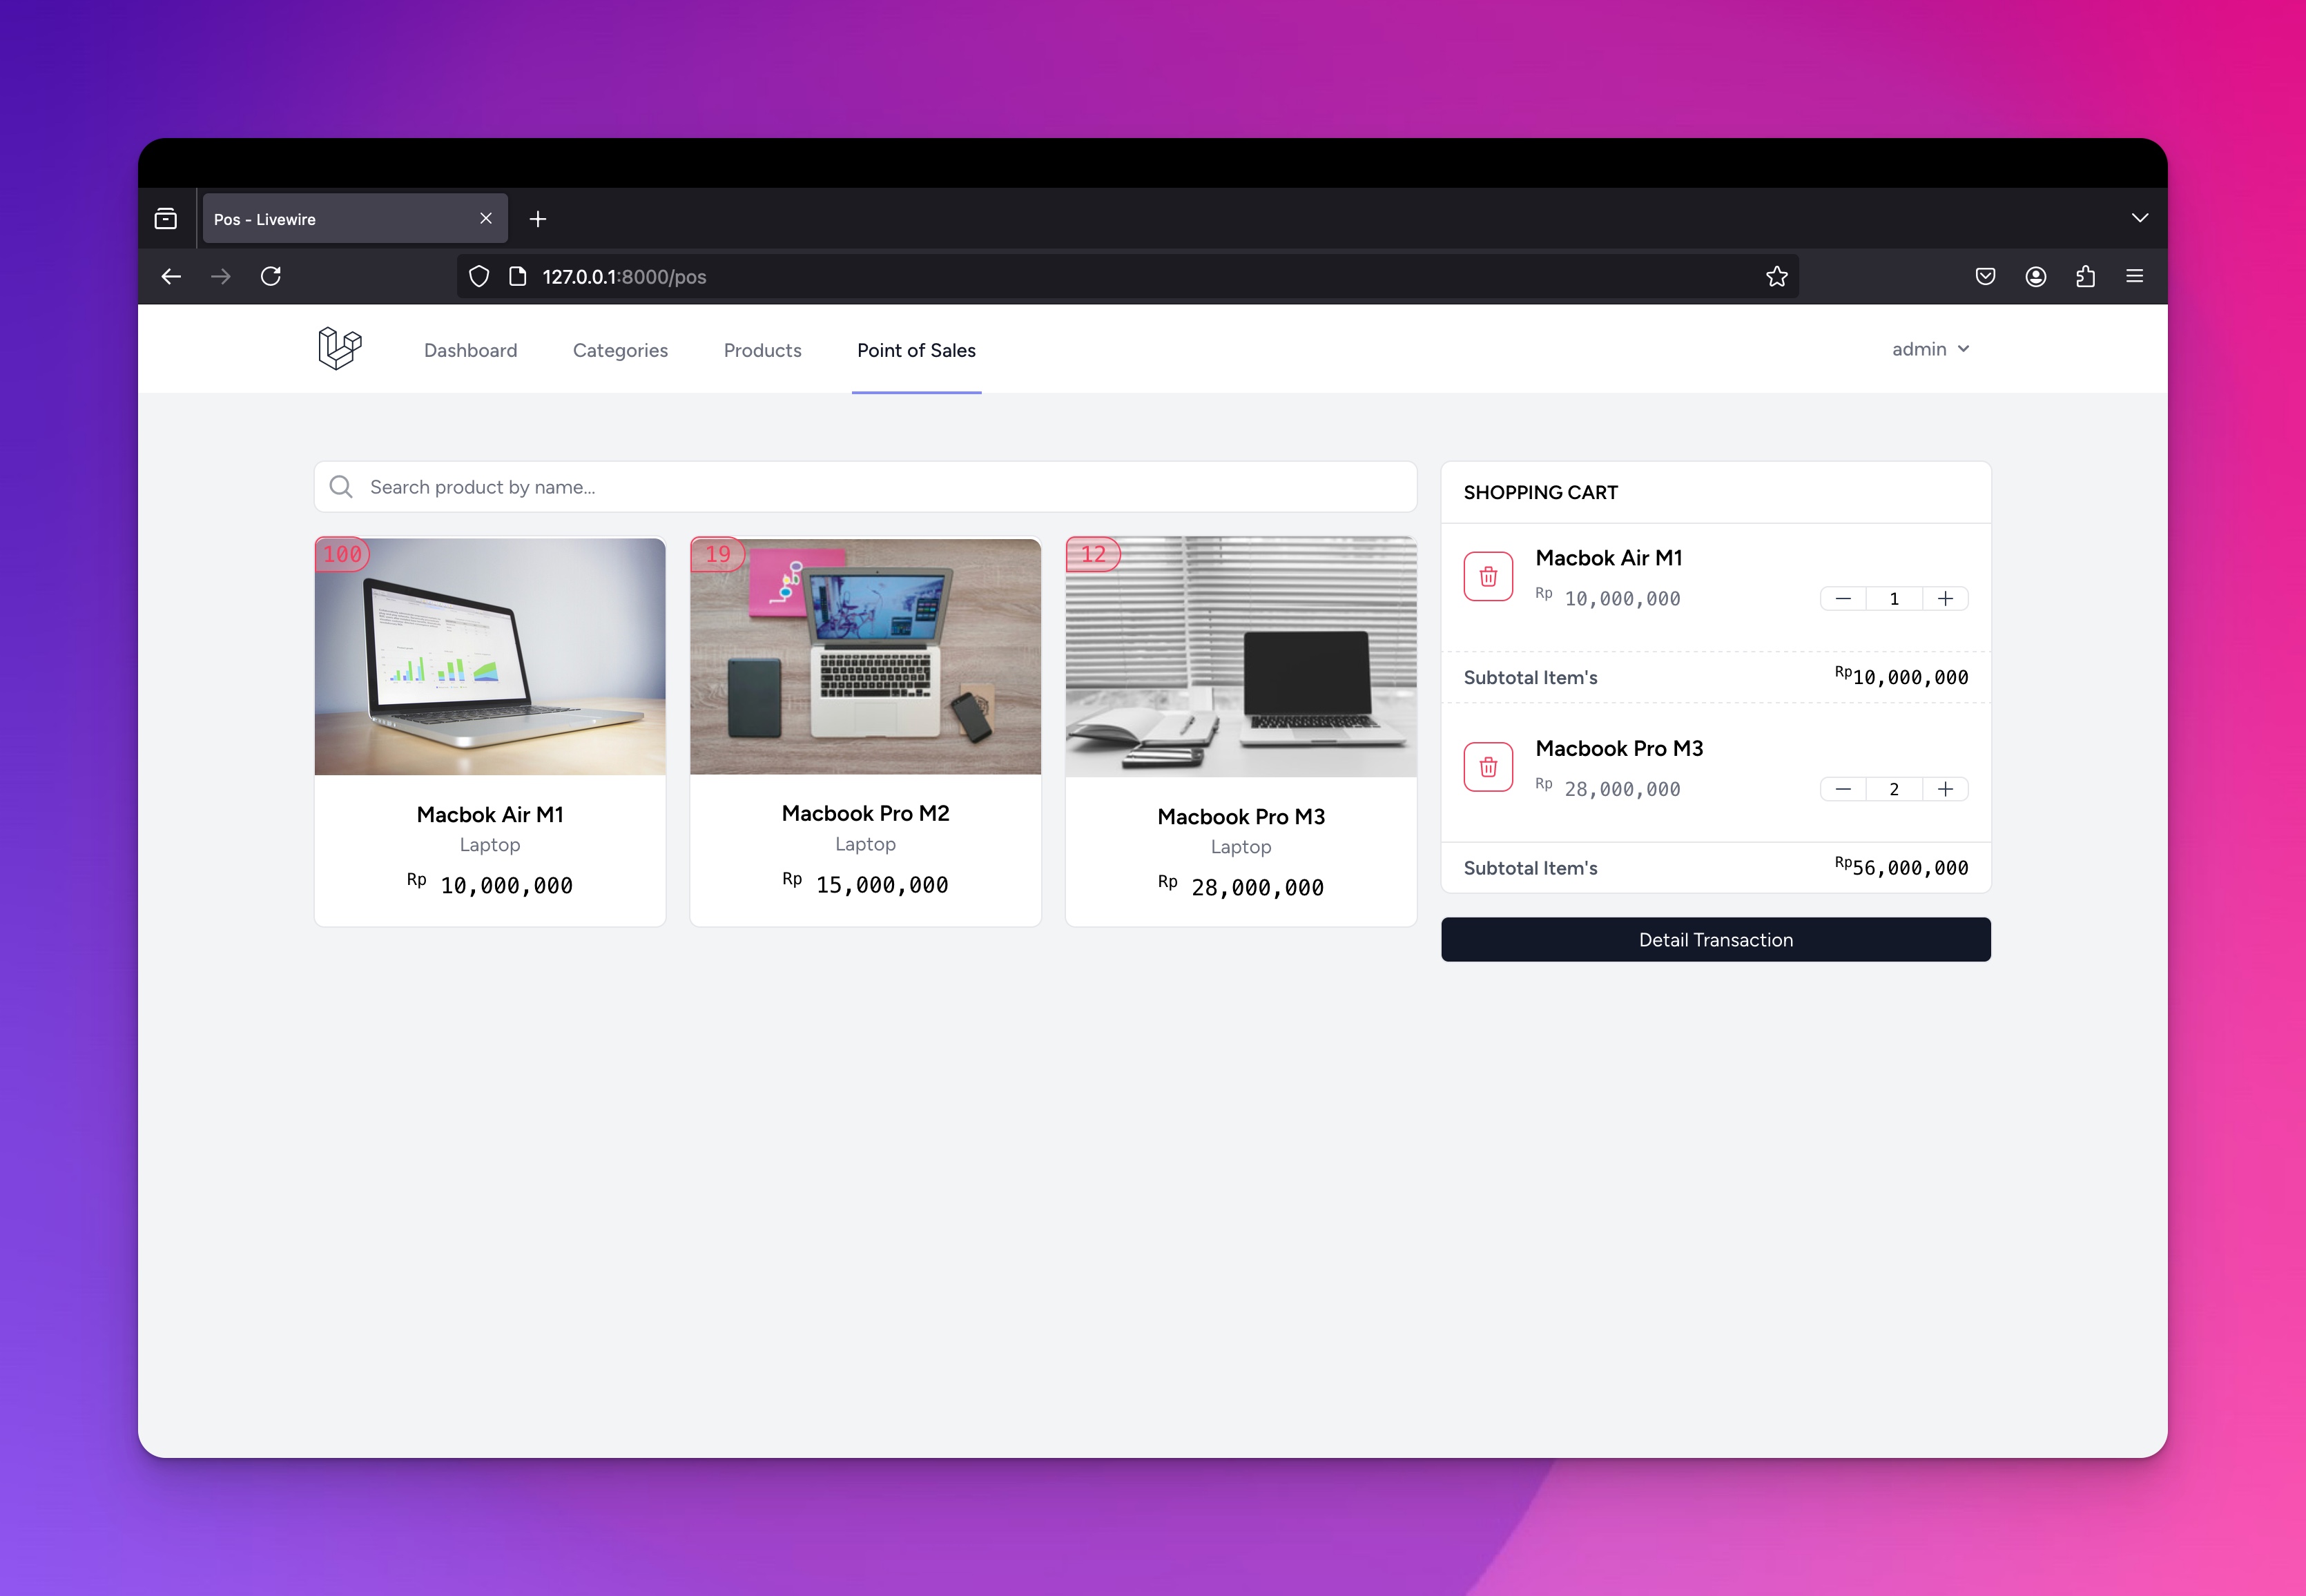 Pos - Livewire
127.0.0.1:8000/pos
Dashboard
Categories
Products
Point of Sales
admin
Search product by name...
100
Macbok Air M1
Laptop
Rp 10,000,000
19
Macbook Pro M2
Laptop
Rp 15,000,000
12
Macbook Pro M3
Laptop
Rp 28,000,000
SHOPPING CART
Macbok Air M1
Rp 10,000,000
1
Subtotal Item's
Rp10,000,000
Macbook Pro M3
Rp 28,000,000
2
Subtotal Item's
Rp56,000,000
Detail Transaction